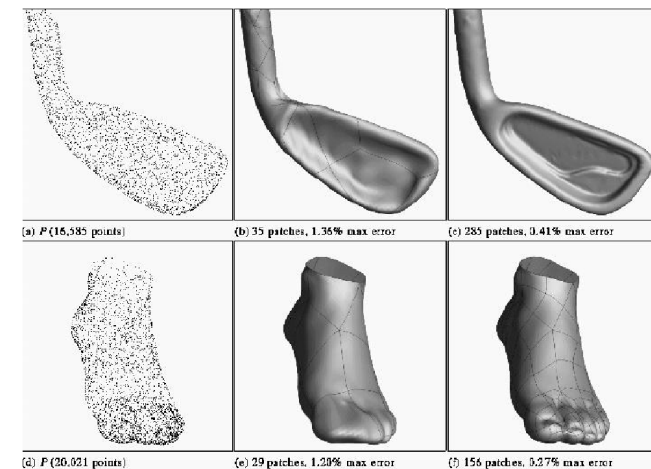 (a) P (16,585 points)
(b) 35 patches, 1.36% max error
(c) 285 patches, 0.41% max error
(d) P (20,021 points)
(e) 29 patches, 1.20% max error
(f) 156 patches, 0.27% max error